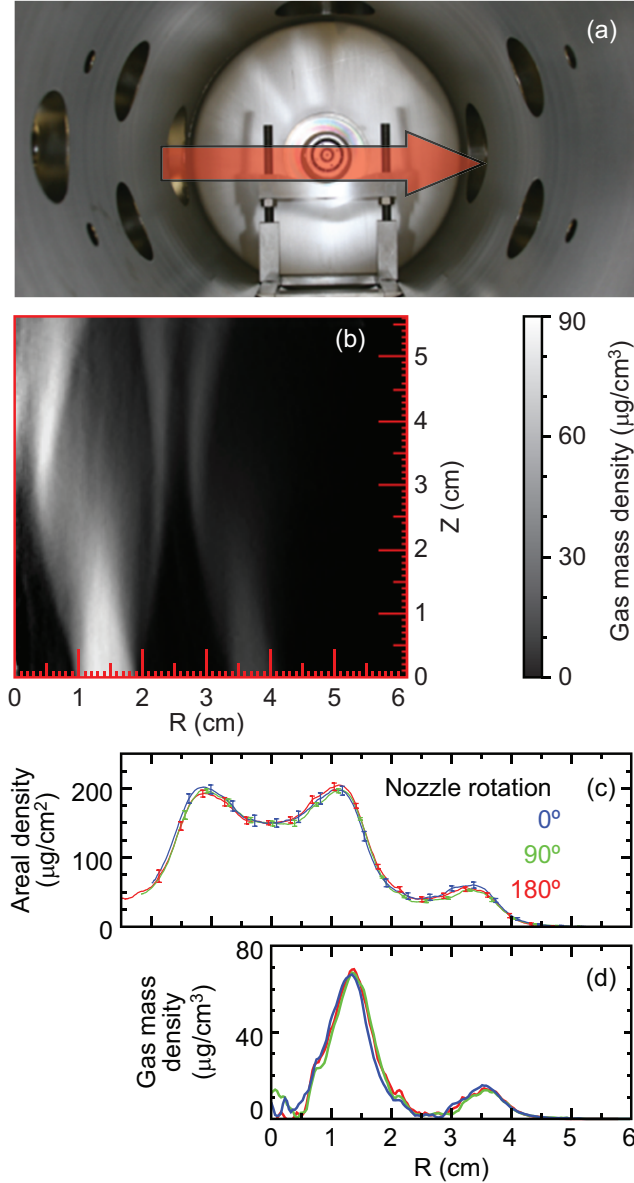 (a)
(b)
5
4
3
2
1
0
Z (cm)
0 1 2 3 4 5 6
R (cm)
90
60
30
0
Gas mass density (μg/cm3)
(c)
Nozzle rotation
0º
90º
180º
200
100
0
Areal density
(μg/cm2)
(d)
80
40
0
Gas mass
density
(μg/cm3)
0 1 2 3 4 5 6
R (cm)